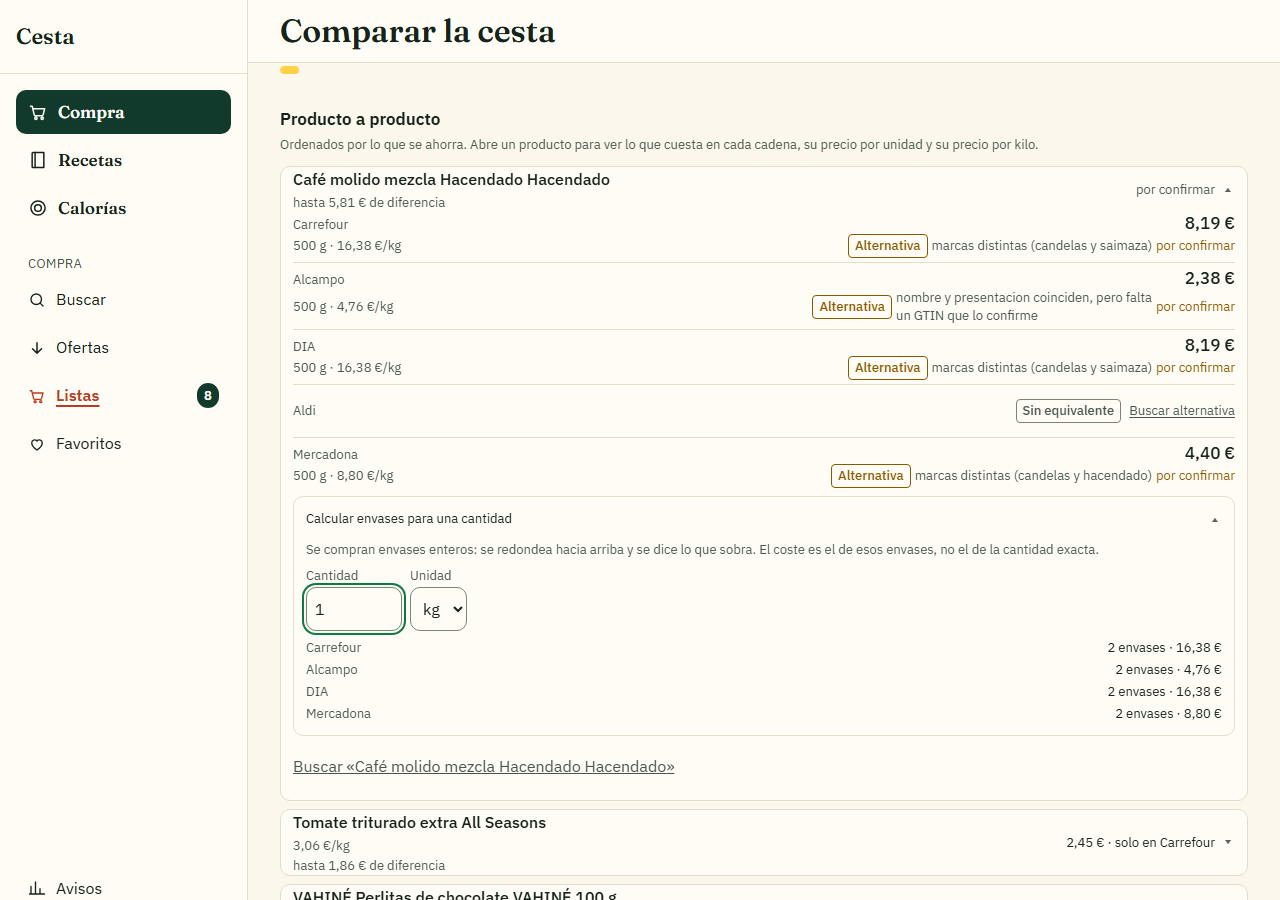 Cesta
Compra
Recetas
Calorías
COMPRA
Buscar
Ofertas
Listas 8
Favoritos
Avisos
Comparar la cesta
Producto a producto
Ordenados por lo que se ahorra. Abre un producto para ver lo que cuesta en cada cadena, su precio por unidad y su precio por kilo.
Café molido mezcla Hacendado Hacendado
por confirmar
hasta 5,81 € de diferencia
Carrefour 8,19 €
500 g · 16,38 €/kg Alternativa marcas distintas (candelas y saimaza) por confirmar
Alcampo 2,38 €
500 g · 4,76 €/kg Alternativa nombre y presentacion coinciden, pero falta por confirmar
un GTIN que lo confirme
DIA 8,19 €
500 g · 16,38 €/kg Alternativa marcas distintas (candelas y saimaza) por confirmar
Aldi Sin equivalente Buscar alternativa
Mercadona 4,40 €
500 g · 8,80 €/kg Alternativa marcas distintas (candelas y hacendado) por confirmar
Calcular envases para una cantidad
Se compran envases enteros: se redondea hacia arriba y se dice lo que sobra. El coste es el de esos envases, no el de la cantidad exacta.
Cantidad Unidad
1 kg
Carrefour 2 envases · 16,38 €
Alcampo 2 envases · 4,76 €
DIA 2 envases · 16,38 €
Mercadona 2 envases · 8,80 €
Buscar «Café molido mezcla Hacendado Hacendado»
Tomate triturado extra All Seasons
3,06 €/kg 2,45 € · solo en Carrefour
hasta 1,86 € de diferencia
VAHINÉ Perlitas de chocolate VAHINÉ 100 g